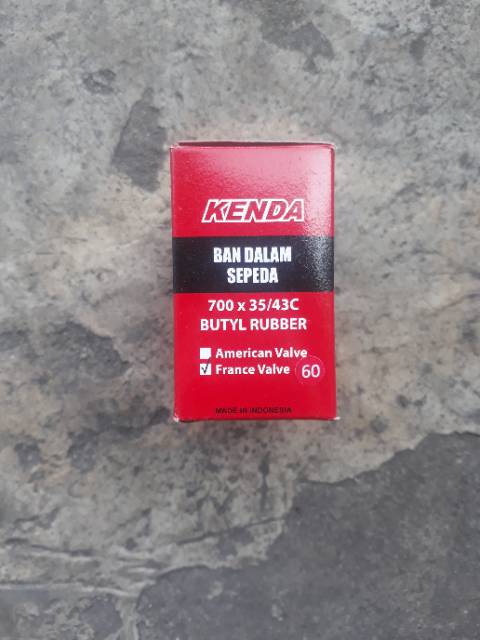 KENDA
BAN DALAM
SEPEDA
700 x 35/43C
BUTYL RUBBER
American Valve
France Valve 60
MADE IN INDONESIA